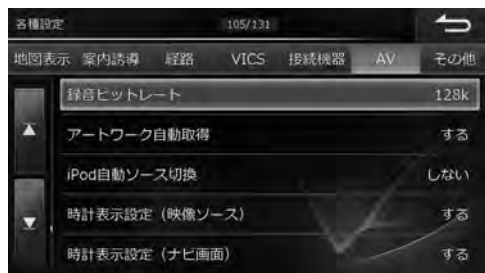 各種設定 105/131
地図表示 案内誘導 経路 VICS 接続機器 AV その他
録音ビットレート 128k
アートワーク自動取得 する
iPod自動ソース切換 しない
時計表示設定（映像ソース） する
時計表示設定（ナビ画面） する